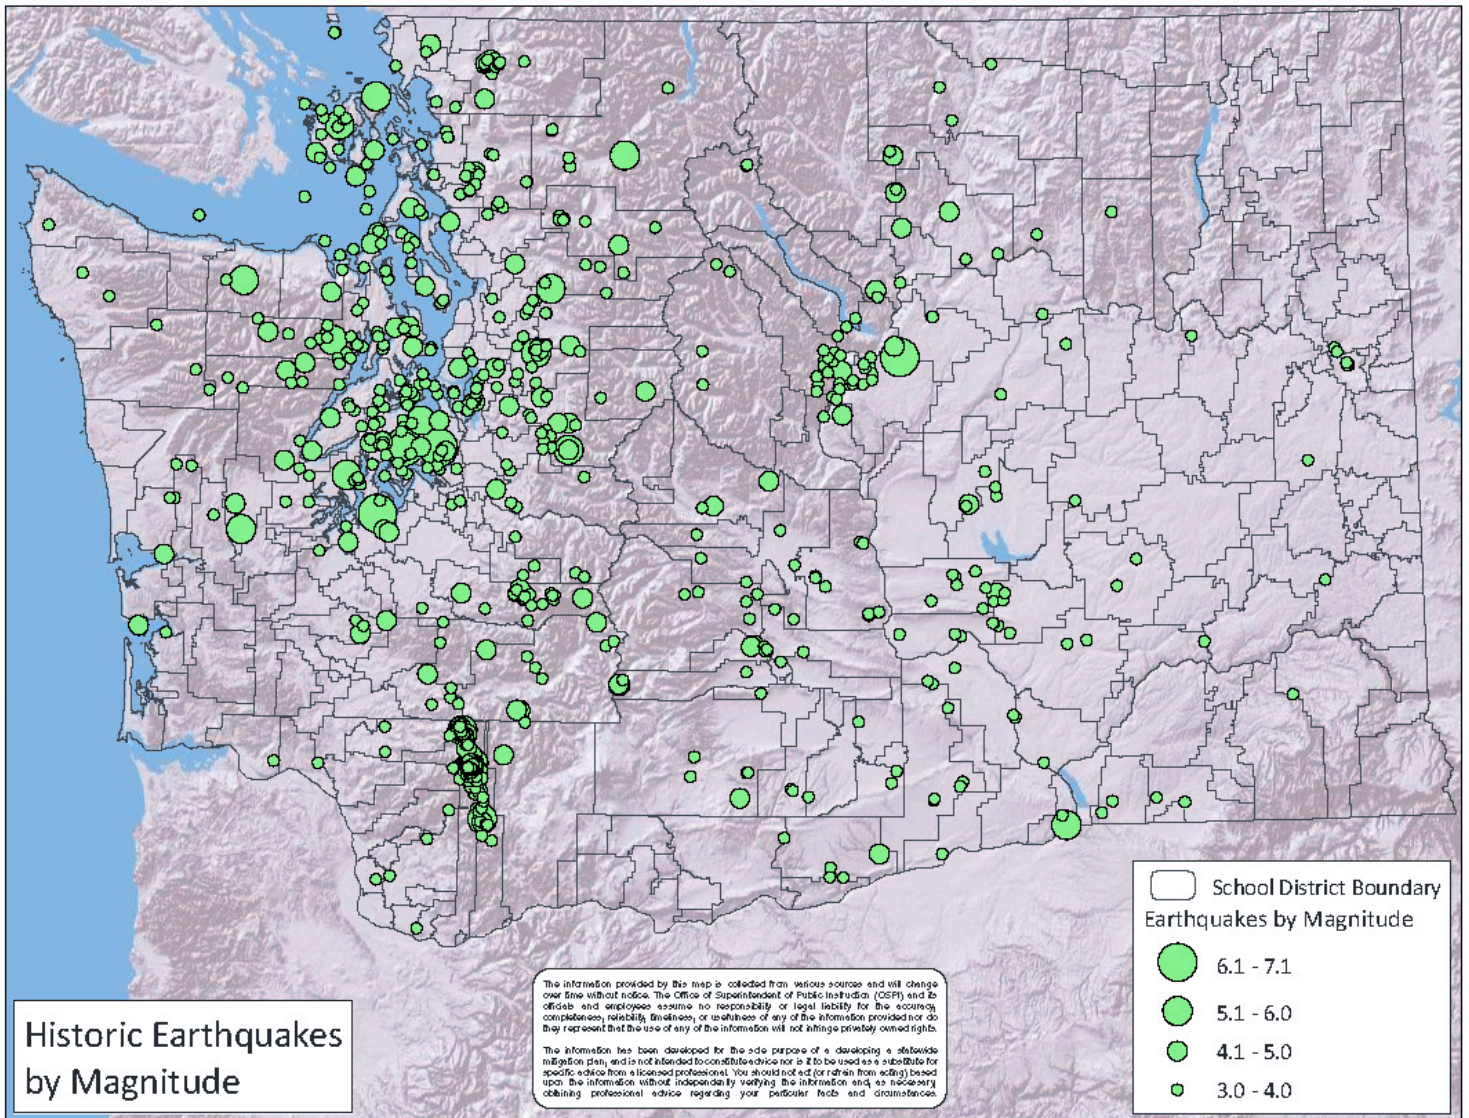 School District Boundary
Earthquakes by Magnitude
6.1 - 7.1
5.1 - 6.0
4.1 - 5.0
3.0 - 4.0
Historic Earthquakes
by Magnitude
The information provided by this map is collected from various sources and will change
over time without notice. The Office of Superintendent of Public Instruction (OSPI) and its
officials and employees assume no responsibility or legal liability for the accuracy,
completeness, reliability, timeliness, or usefulness of any of the information provided nor do
they represent that the use of any of the information will not infringe privately owned rights.
The information has been developed for the sole purpose of a developing a statewide
mitigation plan, and is not intended to constitute advice nor is it to be used as a substitute for
specific advice from a licensed professional. You should not act (or refrain from acting) based
upon the information without independently verifying the information and, as necessary,
obtaining professional advice regarding your particular facts and circumstances.